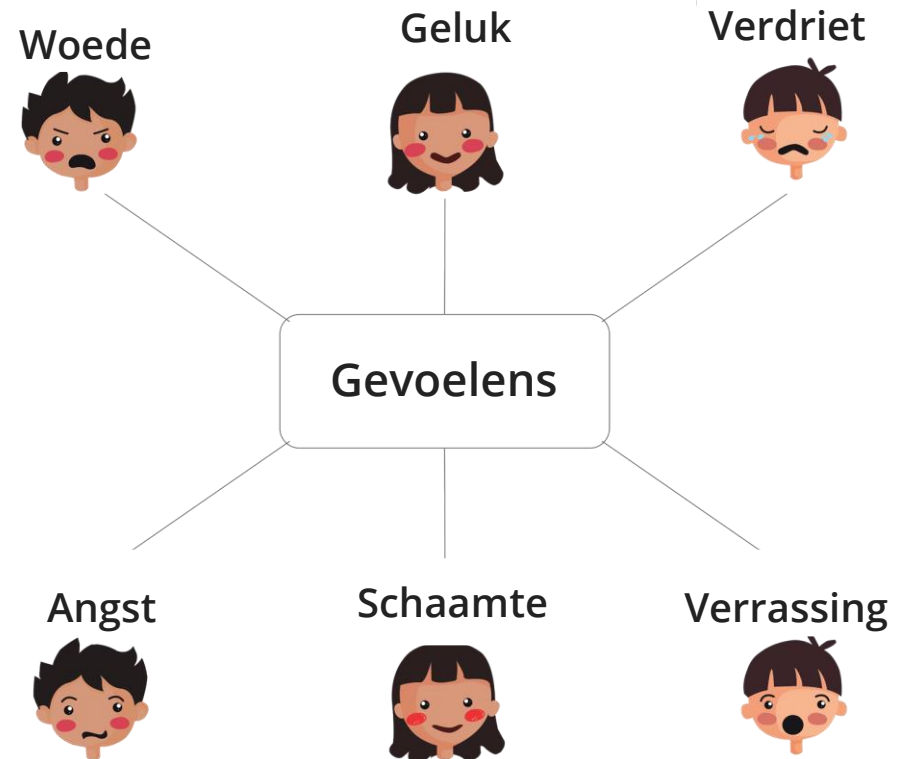 Woede
Geluk
Verdriet
Gevoelens
Angst
Schaamte
Verrassing